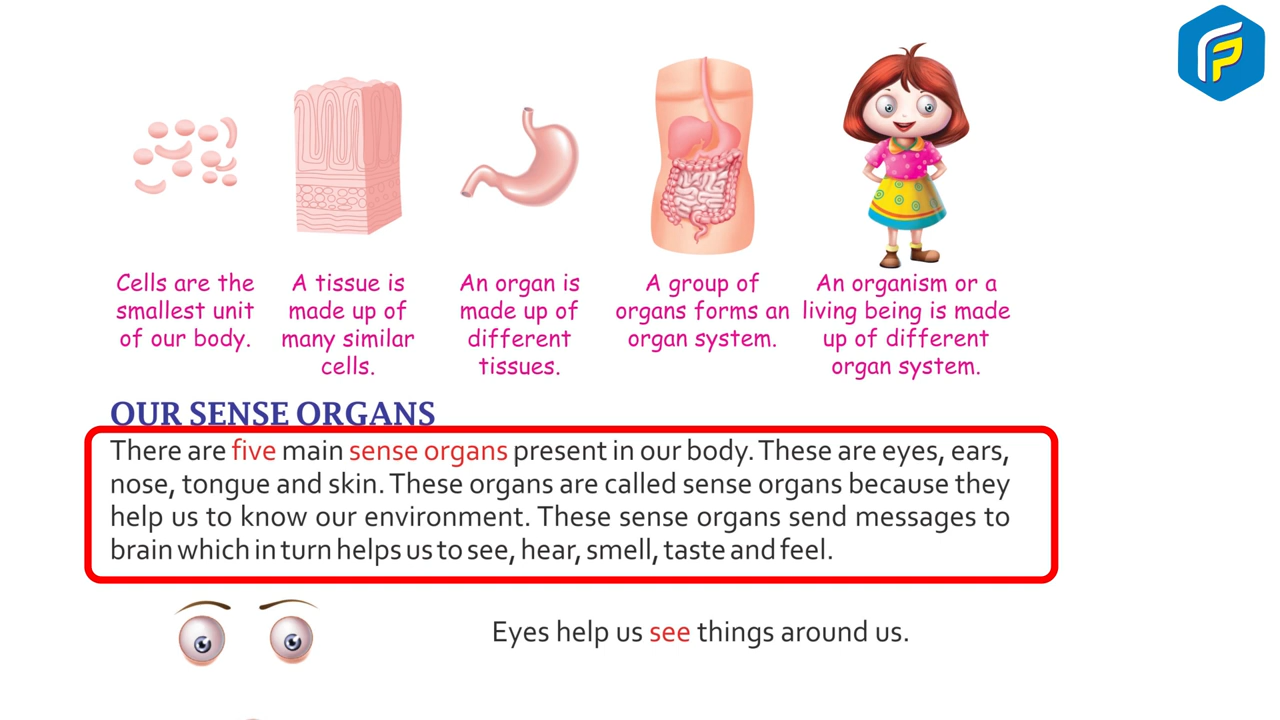 Cells are the
smallest unit
of our body.
A tissue is
made up of
many similar
cells.
An organ is
made up of
different
tissues.
A group of
organs forms an
organ system.
An organism or a
living being is made
up of different
organ system.
OUR SENSE ORGANS
There are five main sense organs present in our body. These are eyes, ears,
nose, tongue and skin. These organs are called sense organs because they
help us to know our environment. These sense organs send messages to
brain which in turn helps us to see, hear, smell, taste and feel.
Eyes help us see things around us.